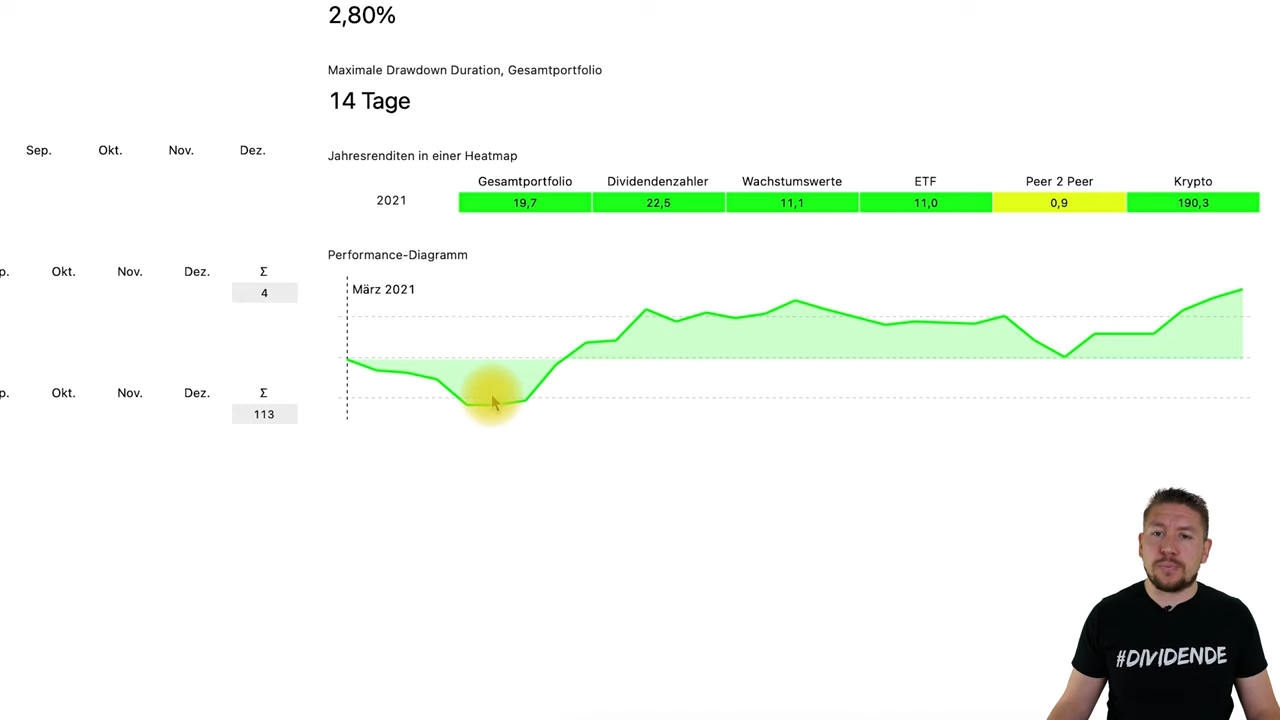 2,80%
Maximale Drawdown Duration, Gesamtportfolio
14 Tage
Sep. Okt. Nov. Dez.
Jahresrenditen in einer Heatmap
Gesamtportfolio Dividendenzahler Wachstumswerte ETF Peer 2 Peer Krypto
2021 19,7 22,5 11,1 11,0 0,9 190,3
Performance-Diagramm
p. Okt. Nov. Dez. Σ
4
März 2021
p. Okt. Nov. Dez. Σ
113
#DIVIDENDE